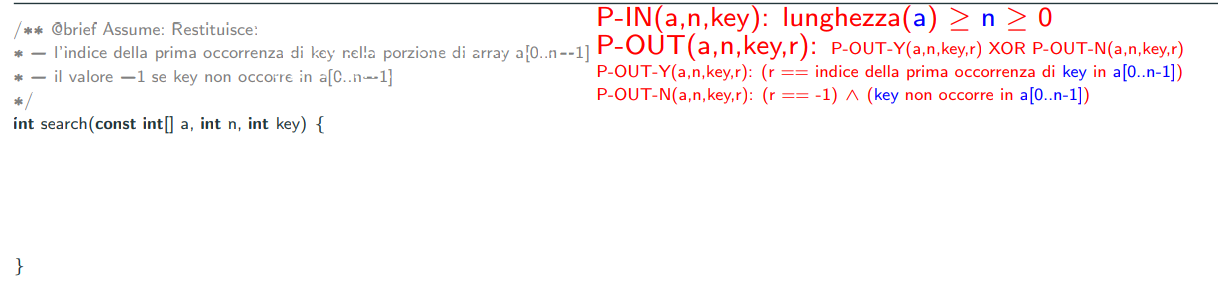 /** @brief Assume: Restituisce:
* — l'indice della prima occorrenza di key nella porzione di array a[0..n−1]
* — il valore −1 se key non occorre in a[0..n−1]
*/
int search(const int[] a, int n, int key) {
}
P-IN(a,n,key): lunghezza(a) ≥ n ≥ 0
P-OUT(a,n,key,r): P-OUT-Y(a,n,key,r) XOR P-OUT-N(a,n,key,r)
P-OUT-Y(a,n,key,r): (r == indice della prima occorrenza di key in a[0..n-1])
P-OUT-N(a,n,key,r): (r == -1) ∧ (key non occorre in a[0..n-1])